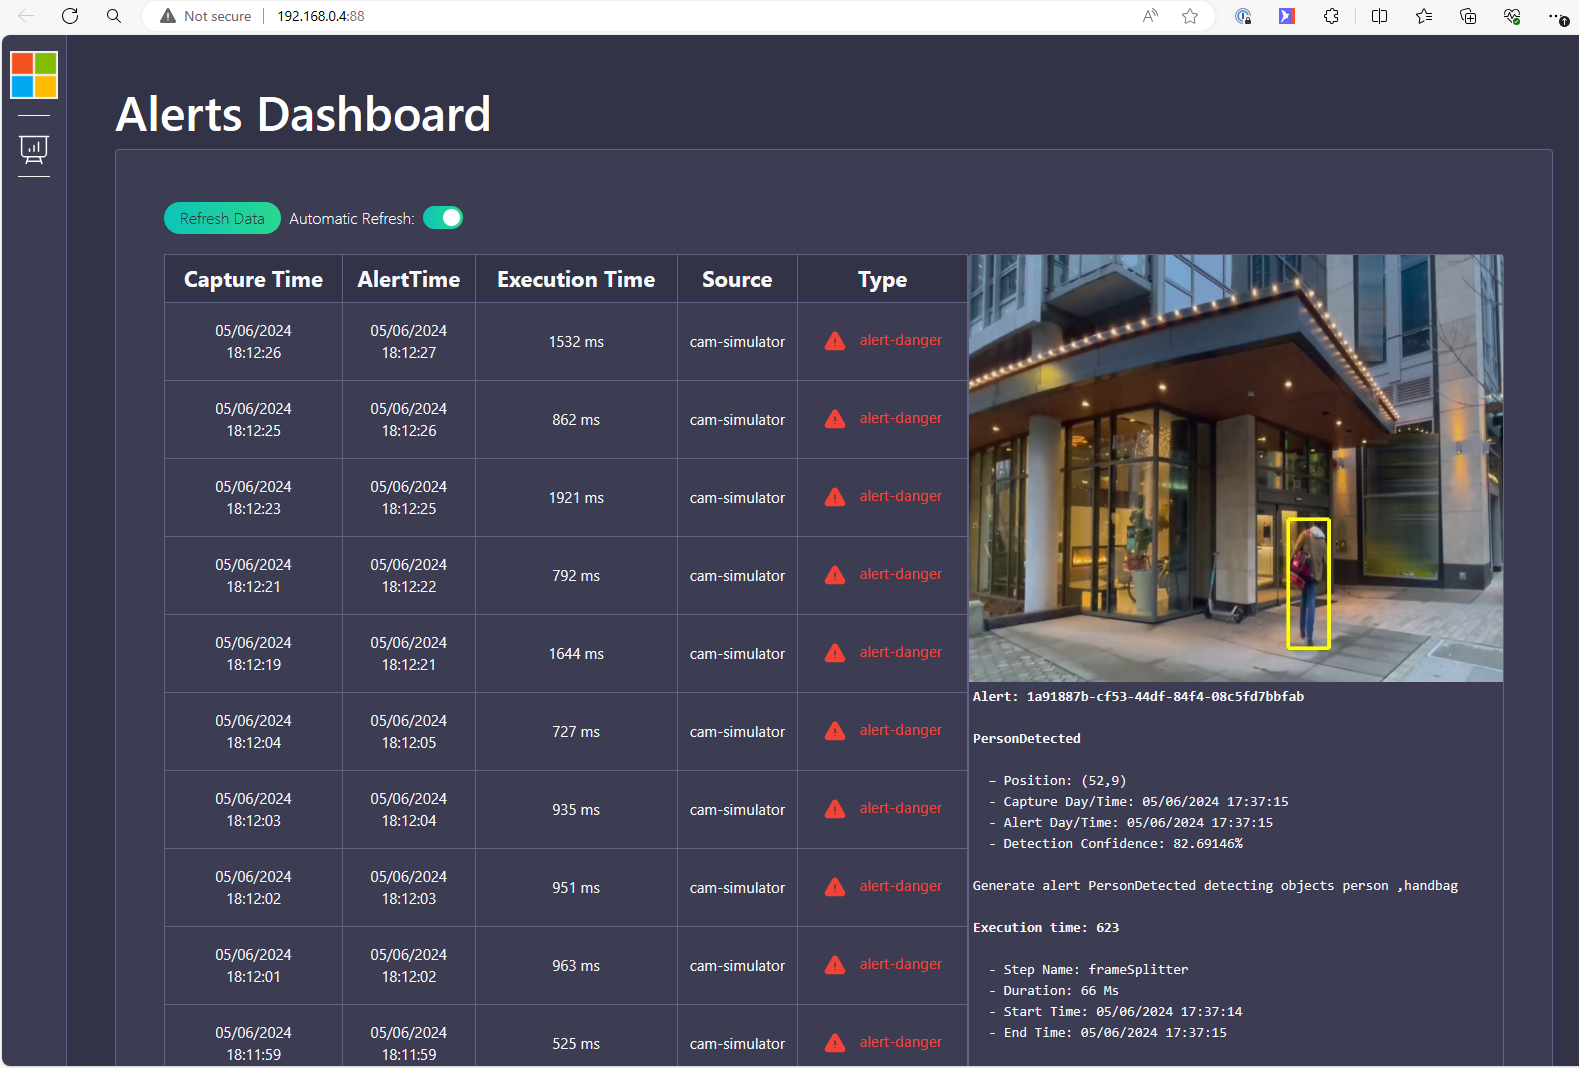 Not secure 192.168.0.4:88
Alerts Dashboard
Refresh Data Automatic Refresh:
Capture Time AlertTime Execution Time Source Type
05/06/2024 05/06/2024
18:12:26 18:12:27 1532 ms cam-simulator alert-danger
05/06/2024 05/06/2024
18:12:25 18:12:26 862 ms cam-simulator alert-danger
05/06/2024 05/06/2024
18:12:23 18:12:25 1921 ms cam-simulator alert-danger
05/06/2024 05/06/2024
18:12:21 18:12:22 792 ms cam-simulator alert-danger
05/06/2024 05/06/2024
18:12:19 18:12:21 1644 ms cam-simulator alert-danger
05/06/2024 05/06/2024
18:12:04 18:12:05 727 ms cam-simulator alert-danger
05/06/2024 05/06/2024
18:12:03 18:12:04 935 ms cam-simulator alert-danger
05/06/2024 05/06/2024
18:12:02 18:12:03 951 ms cam-simulator alert-danger
05/06/2024 05/06/2024
18:12:01 18:12:02 963 ms cam-simulator alert-danger
05/06/2024 05/06/2024
18:11:59 18:11:59 525 ms cam-simulator alert-danger
Alert: 1a91887b-cf53-44df-84f4-08c5fd7bbfab
PersonDetected
- Position: (52,9)
- Capture Day/Time: 05/06/2024 17:37:15
- Alert Day/Time: 05/06/2024 17:37:15
- Detection Confidence: 82.69146%
Generate alert PersonDetected detecting objects person ,handbag
Execution time: 623
- Step Name: frameSplitter
- Duration: 66 Ms
- Start Time: 05/06/2024 17:37:14
- End Time: 05/06/2024 17:37:15